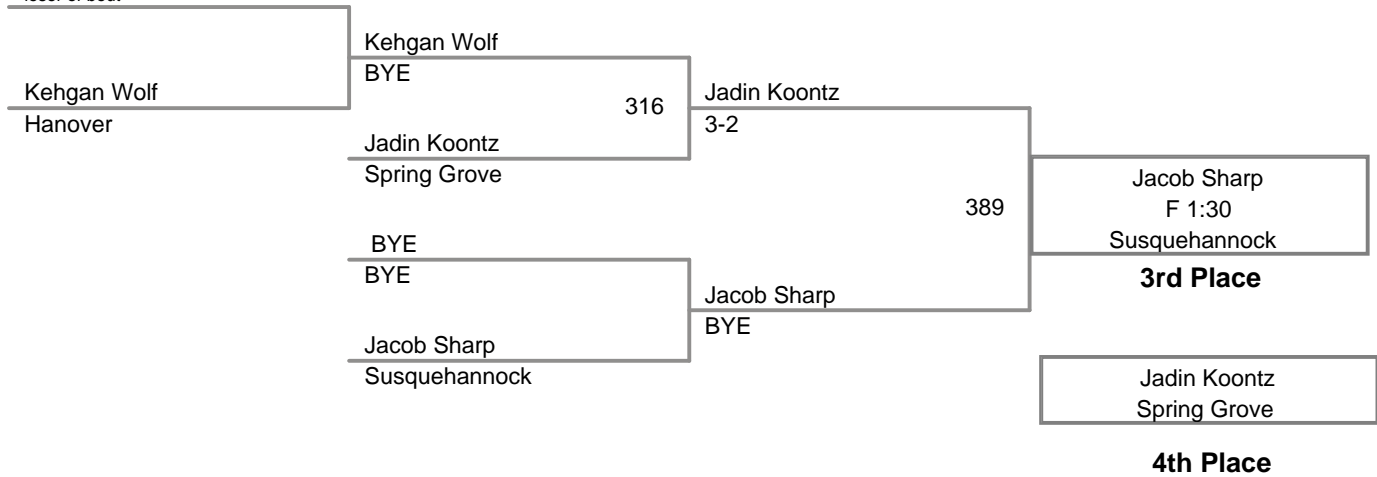 Kehgan Wolf
BYE
Kehgan Wolf
316
Jadin Koontz
Hanover
3-2
Jadin Koontz
Spring Grove
Jacob Sharp
389
F 1:30
Susquehannock
BYE
BYE
3rd Place
Jacob Sharp
BYE
Jacob Sharp
Susquehannock
Jadin Koontz
Spring Grove
4th Place